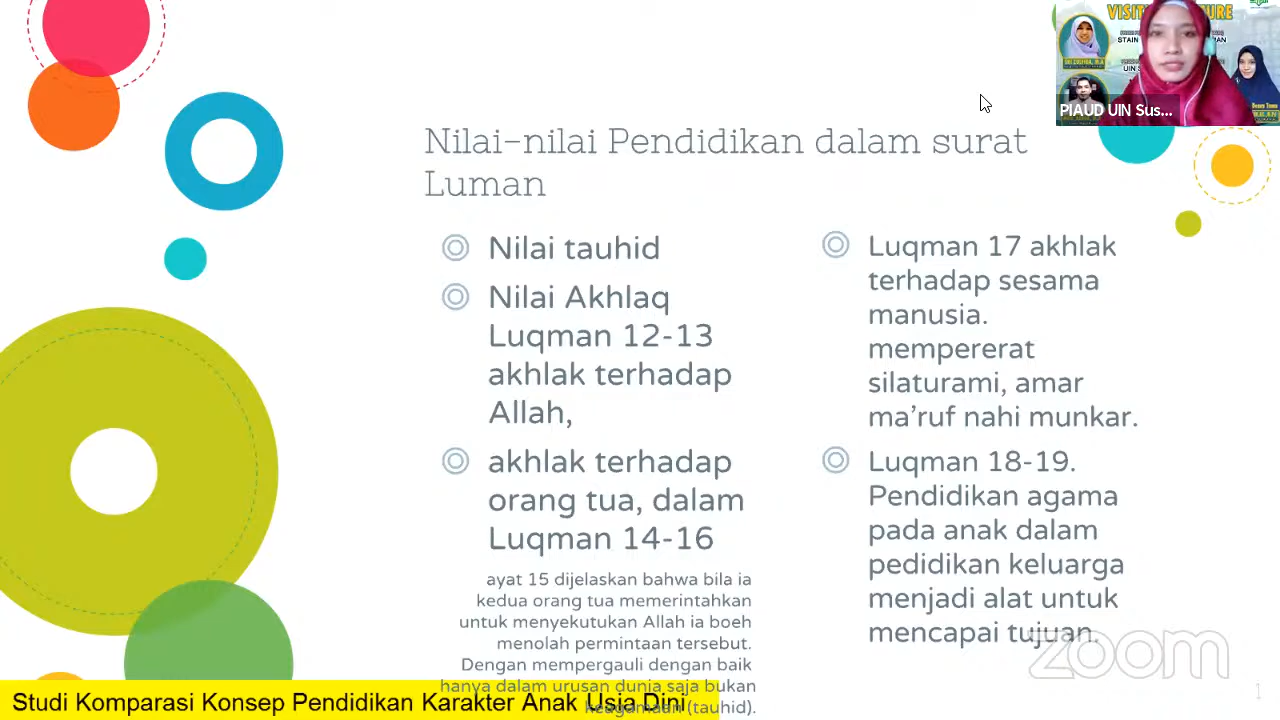 Nilai-nilai Pendidikan dalam surat
Luman
Nilai tauhid
Nilai Akhlaq
Luqman 12-13
akhlak terhadap
Allah,
akhlak terhadap
orang tua, dalam
Luqman 14-16
ayat 15 dijelaskan bahwa bila ia
kedua orang tua memerintahkan
untuk menyekutukan Allah ia boeh
menolah permintaan tersebut.
Dengan mempergauli dengan baik
hanya dalam urusan dunia saja bukan
keagamaan (tauhid).
Luqman 17 akhlak
terhadap sesama
manusia.
mempererat
silaturami, amar
ma’ruf nahi munkar.
Luqman 18-19.
Pendidikan agama
pada anak dalam
pedidikan keluarga
menjadi alat untuk
mencapai tujuan.
PIAUD UIN Sus...
STAIN
zoom
1
Studi Komparasi Konsep Pendidikan Karakter Anak Usia Dini